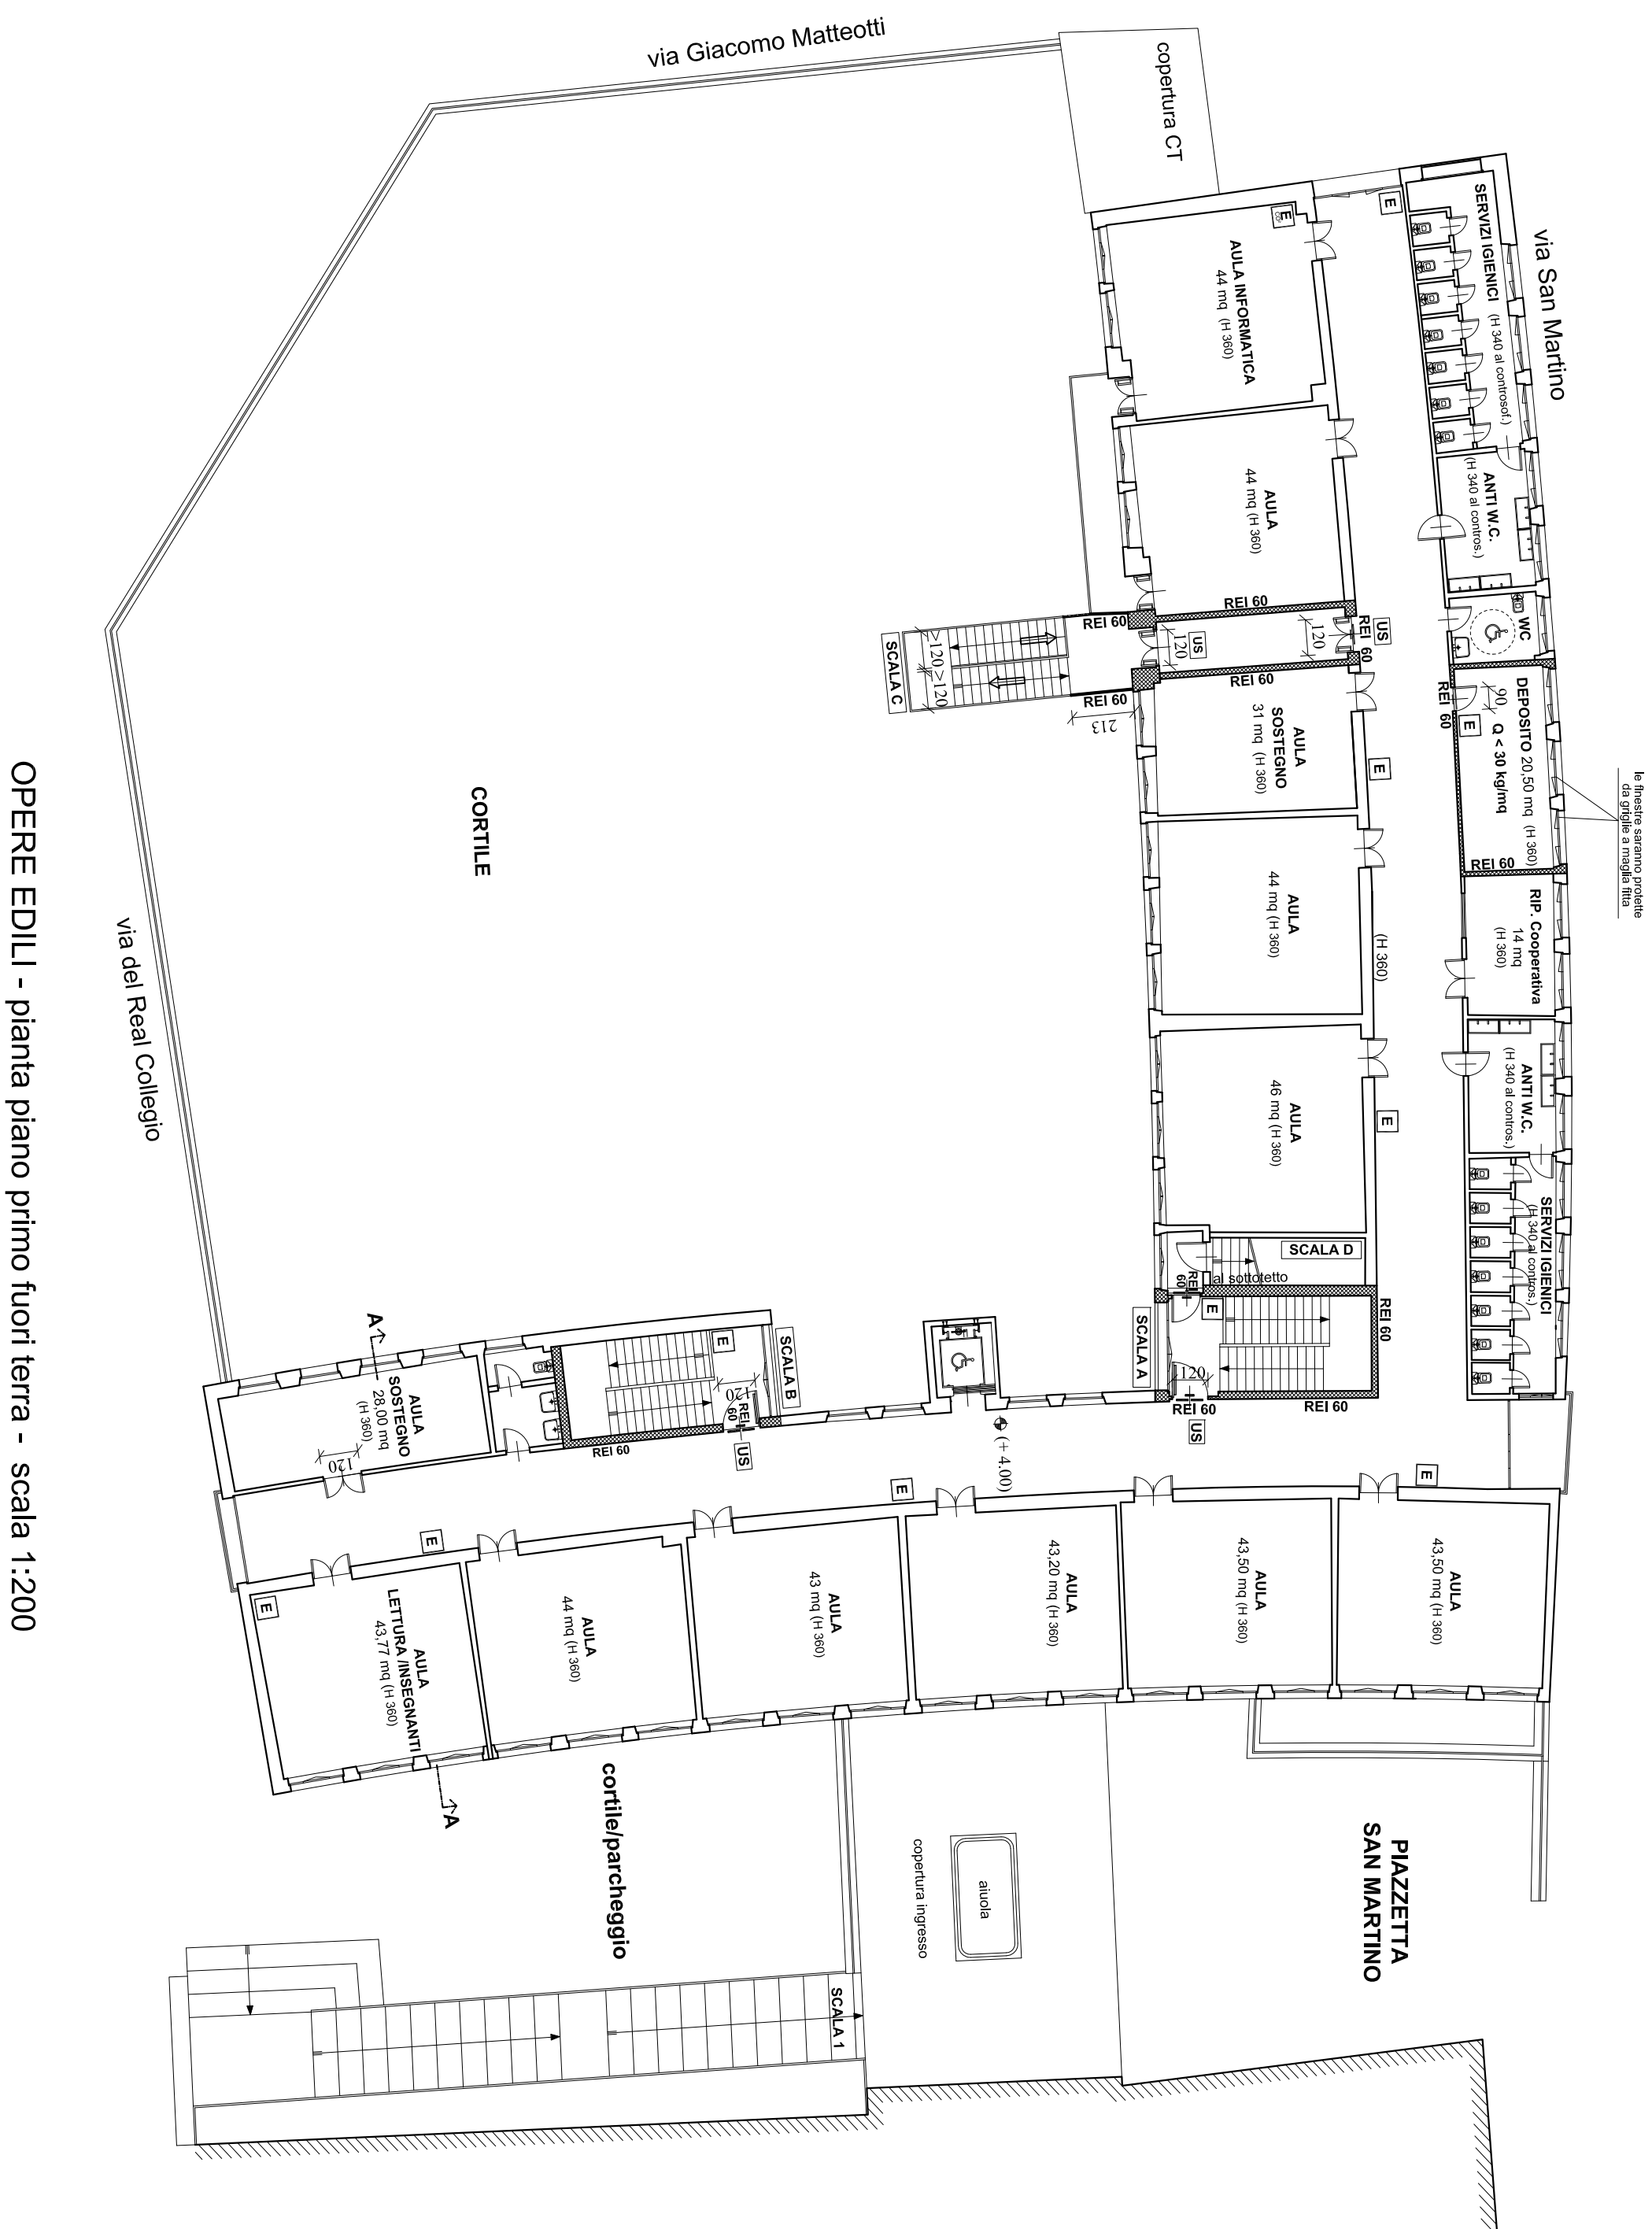 OPERE EDILI - pianta piano primo fuori terra - scala 1:200
via Giacomo Matteotti
copertura CT
via San Martino
via del Real Collegio
CORTILE
SERVIZI IGIENICI (H 340 al controsof.)
E
E
AULA INFORMATICA
44 mq (H 360)
ANTI W.C.
(H 340 al contros.)
AULA
44 mq (H 360)
WC
REI 60
REI 60
US
120
REI 60
US
120
REI 60
SCALA C
>120
>120
REI 60
213
DEPOSITO 20,50 mq (H 360)
Q < 30 kg/mq
90
E
REI 60
REI 60
le finestre saranno protette
da griglie a maglia fitta
AULA
SOSTEGNO
31 mq (H 360)
E
RIP. Cooperativa
14 mq
(H 360)
AULA
44 mq (H 360)
(H 360)
ANTI W.C.
(H 340 al contros.)
AULA
46 mq (H 360)
E
SERVIZI IGIENICI
(H 340 al contros.)
SCALA D
al sottotetto
REI
60
E
REI 60
SCALA A
120
REI 60
REI 60
US
SCALA B
E
120
REI
60
US
REI 60
(+ 4.00)
A
AULA
SOSTEGNO
28,00 mq
(H 360)
120
E
E
E
E
AULA
43,50 mq (H 360)
AULA
43,50 mq (H 360)
AULA
43,20 mq (H 360)
AULA
43 mq (H 360)
AULA
44 mq (H 360)
AULA
LETTURA /INSEGNANTI
43,77 mq (H 360)
A
cortile/parcheggio
copertura ingresso
aiuola
PIAZZETTA
SAN MARTINO
SCALA 1